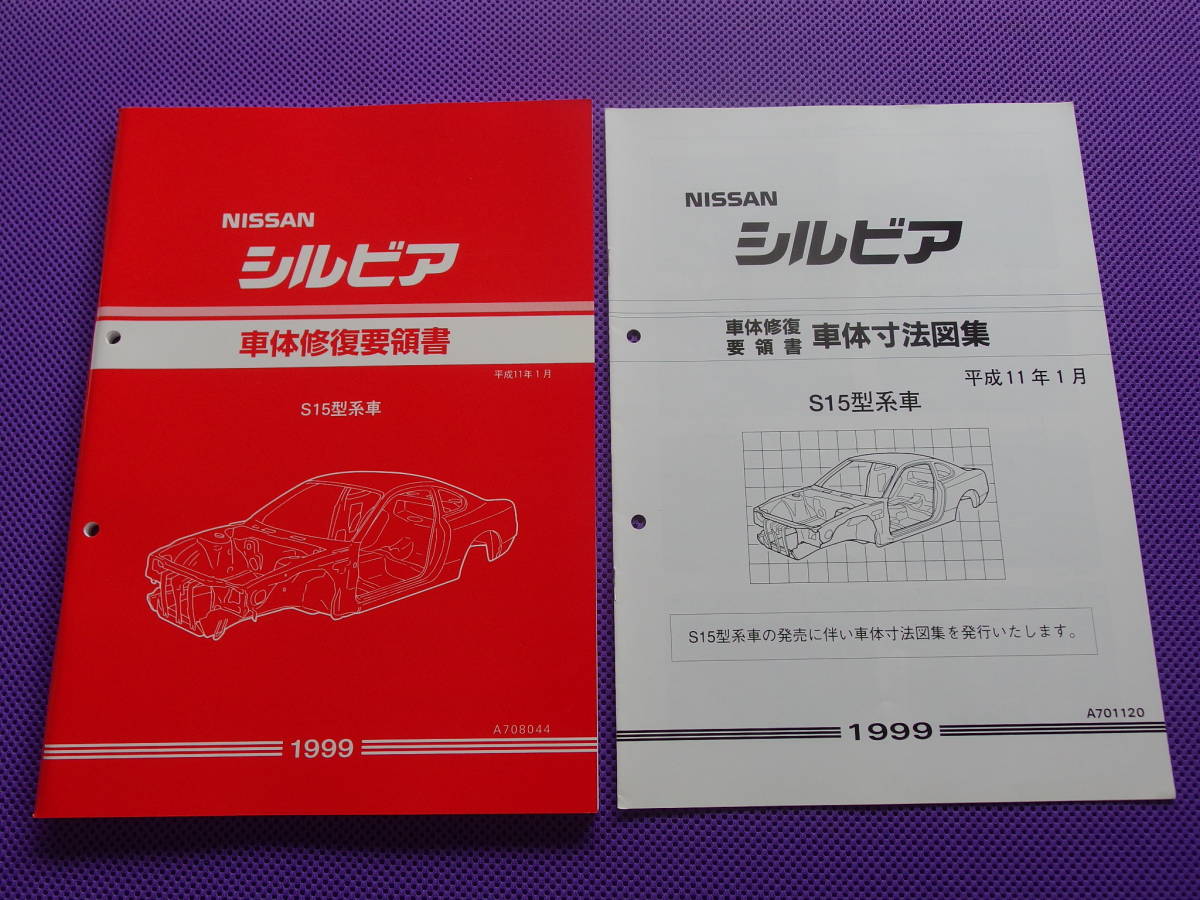 NISSAN
シルビア
車体修復要領書
平成11年1月
S15型系車
A708044
1999
NISSAN
シルビア
車体修復
要領書
車体寸法図集
平成11年1月
S15型系車
S15型系車の発売に伴い車体寸法図集を発行いたします。
A701120
1999